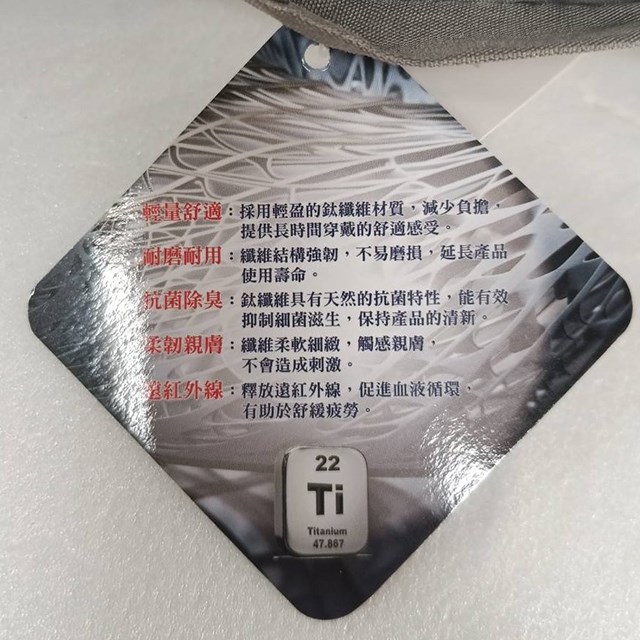 輕量舒適：採用輕盈的鈦纖維材質，減少負擔，
提供長時間穿戴的舒適感受。
耐磨耐用：纖維結構強韌，不易磨損，延長產品
使用壽命。
抗菌除臭：鈦纖維具有天然的抗菌特性，能有效
抑制細菌滋生，保持產品的清新。
柔韌親膚：纖維柔軟細緻，觸感親膚，
不會造成刺激。
遠紅外線：釋放遠紅外線，促進血液循環，
有助於舒緩疲勞。
22
Ti
Titanium
47.867